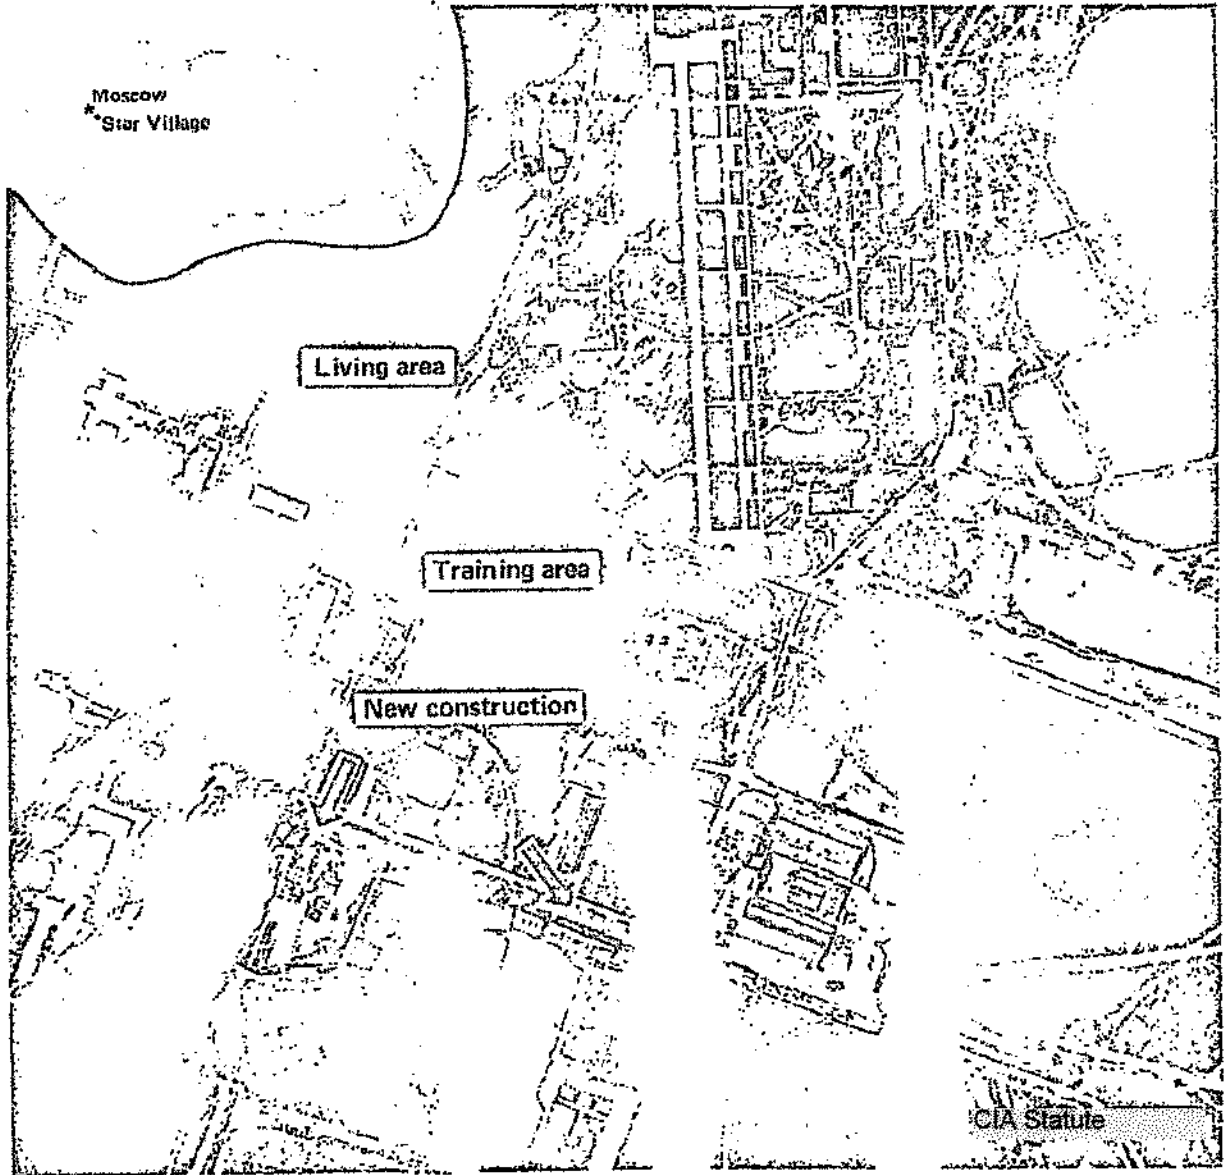 Moscow
Star Village
Living area
Training area
New construction
CIA Statute